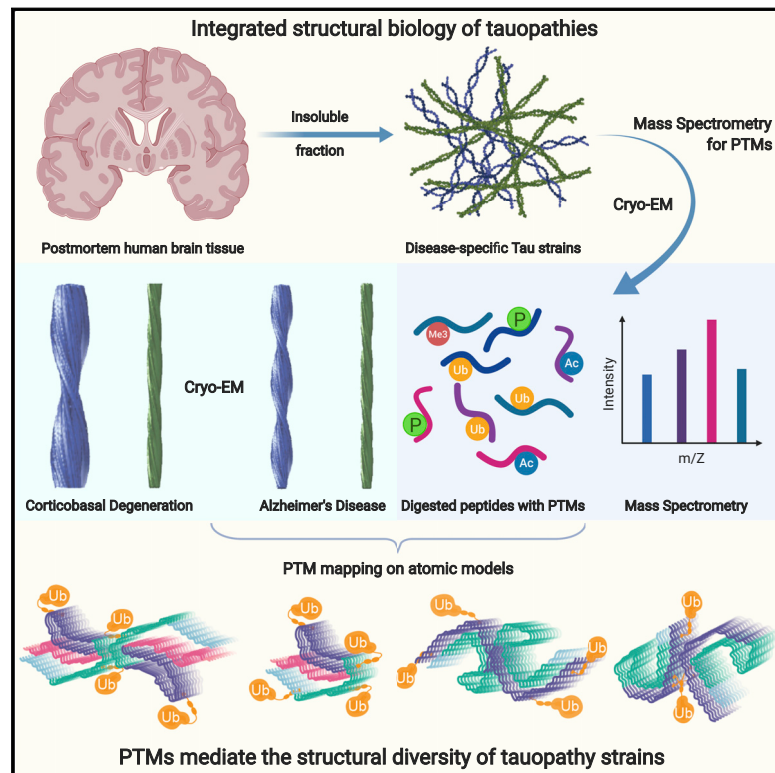 Integrated structural biology of tauopathies
Insoluble
fraction
Mass Spectrometry
for PTMs
Cryo-EM
Postmortem human brain tissue
Disease-specific Tau strains
Cryo-EM
Corticobasal Degeneration
Alzheimer's Disease
Me3
P
Ac
Ub
Ub
P
Ub
Ac
Digested peptides with PTMs
Intensity
m/Z
Mass Spectrometry
PTM mapping on atomic models
Ub
Ub
Ub
Ub
Ub
Ub
Ub
Ub
Ub
Ub
Ub
Ub
Ub
Ub
PTMs mediate the structural diversity of tauopathy strains